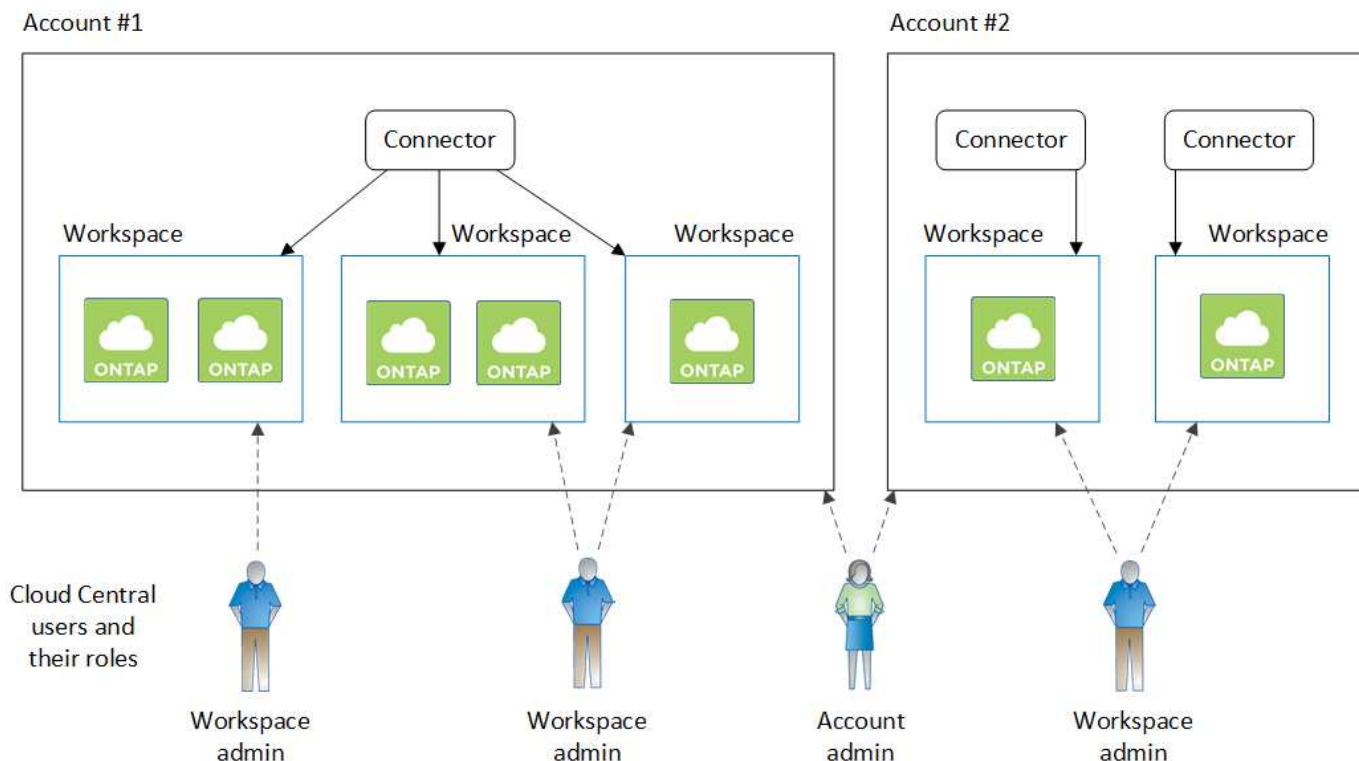 Account #1
Account #2
Connector
Connector
Connector
Workspace
Workspace
Workspace
Workspace
Workspace
ONTAP
ONTAP
ONTAP
ONTAP
ONTAP
ONTAP
ONTAP
Cloud Central
users and
their roles
Workspace
admin
Workspace
admin
Account
admin
Workspace
admin